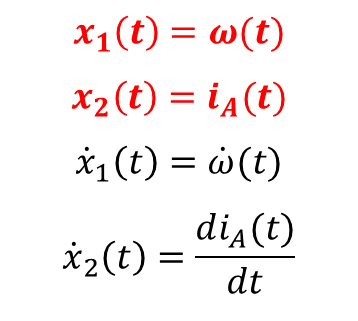 x₁(t) = ω(t)
x₂(t) = i_A(t)
ẋ₁(t) = ω̇(t)
ẋ₂(t) = di_A(t)/dt